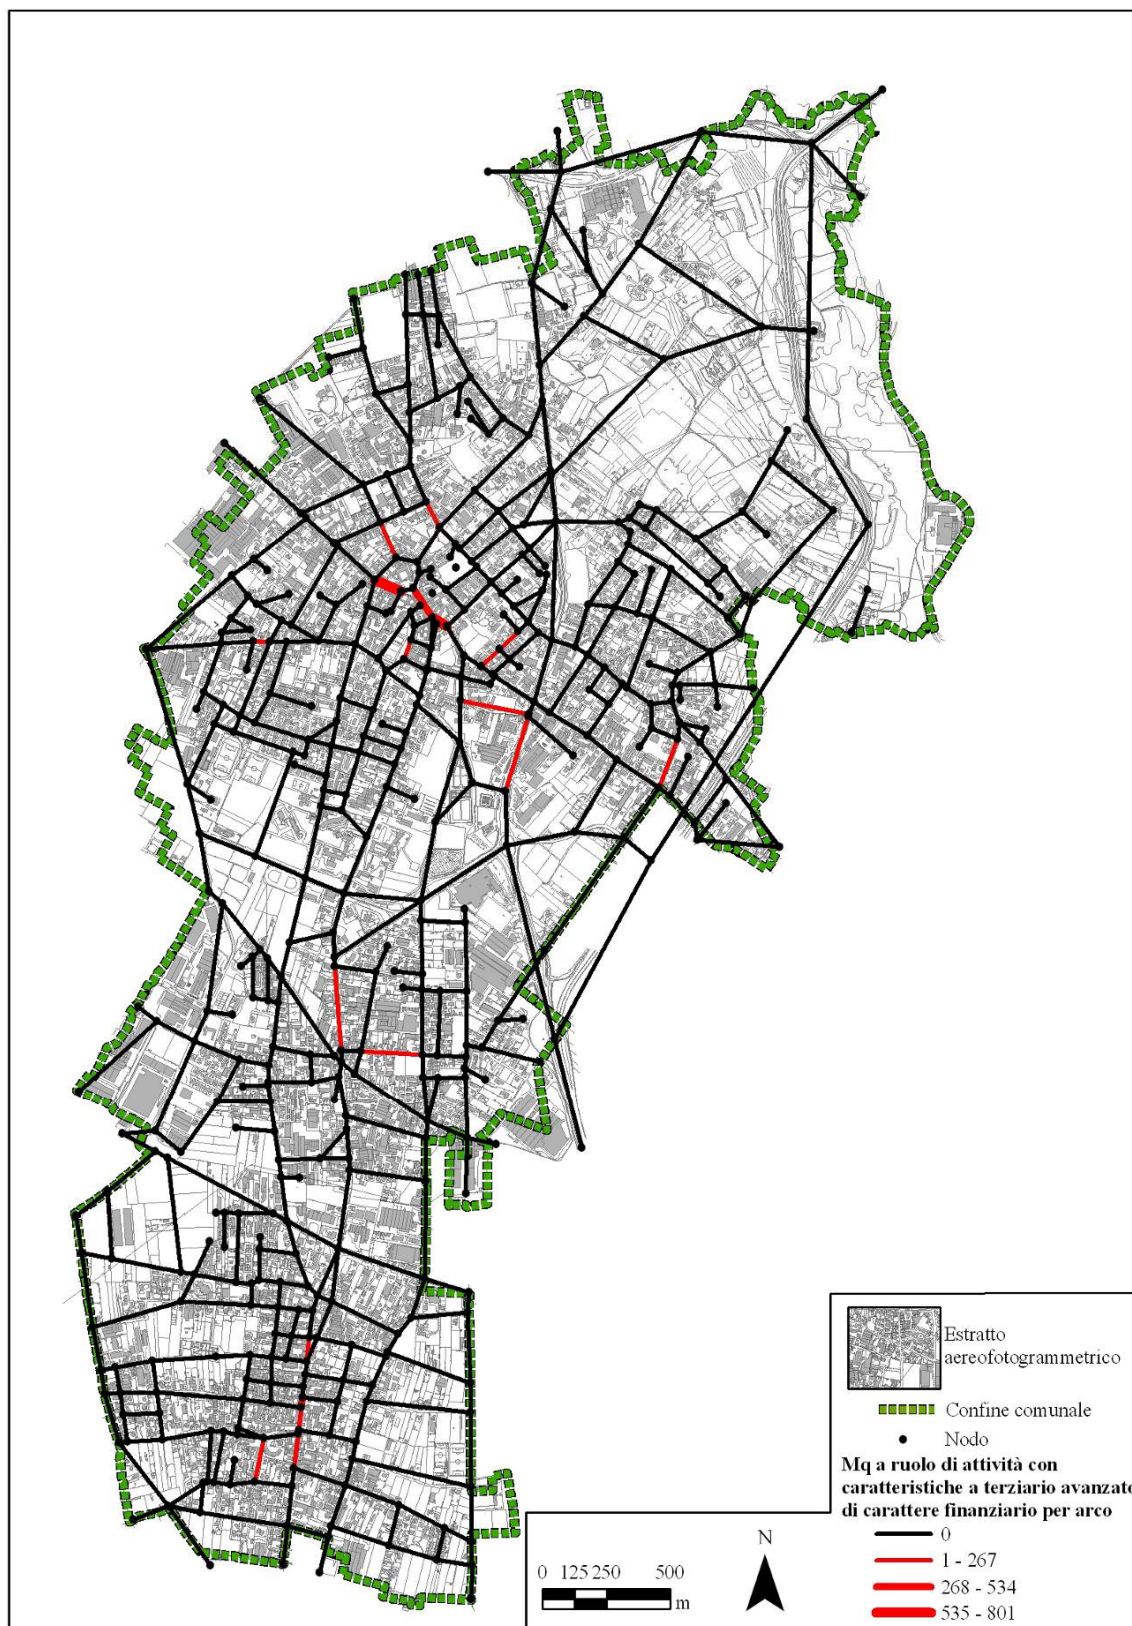 Estratto
aereofotogrammetrico
Confine comunale
Nodo
Mq a ruolo di attività con
caratteristiche a terziario avanzato
di carattere finanziario per arco
0
1 - 267
268 - 534
535 - 801
N
0 125 250 500
m